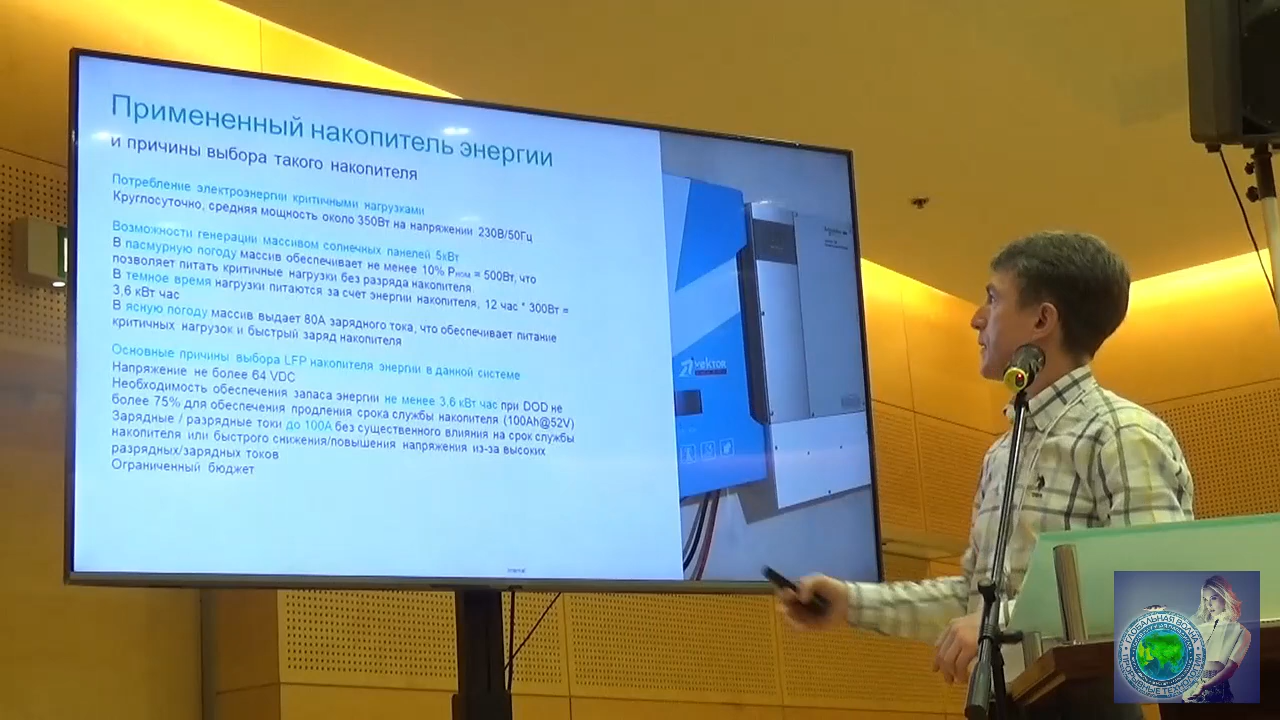 Примененный накопитель энергии
и причины выбора такого накопителя
Потребление электроэнергии критичными нагрузками
Круглосуточно, средняя мощность около 350Вт на напряжении 230В/50Гц
Возможности генерации массивом солнечных панелей 5кВт
В пасмурную погоду массив обеспечивает не менее 10% Рном = 500Вт, что
позволяет питать критичные нагрузки без разряда накопителя.
В темное время нагрузки питаются за счет энергии накопителя, 12 час * 300Вт =
3,6 кВт час
В ясную погоду массив выдает 80А зарядного тока, что обеспечивает питание
критичных нагрузок и быстрый заряд накопителя
Основные причины выбора LFP накопителя энергии в данной системе
Напряжение не более 64 VDC
Необходимость обеспечения запаса энергии не менее 3,6 кВт час при DOD не
более 75% для обеспечения продления срока службы накопителя (100Ah@52V)
Зарядные / разрядные токи до 100А без существенного влияния на срок службы
накопителя или быстрого снижения/повышения напряжения из-за высоких
разрядных/зарядных токов
Ограниченный бюджет
Internal
VEKTOR